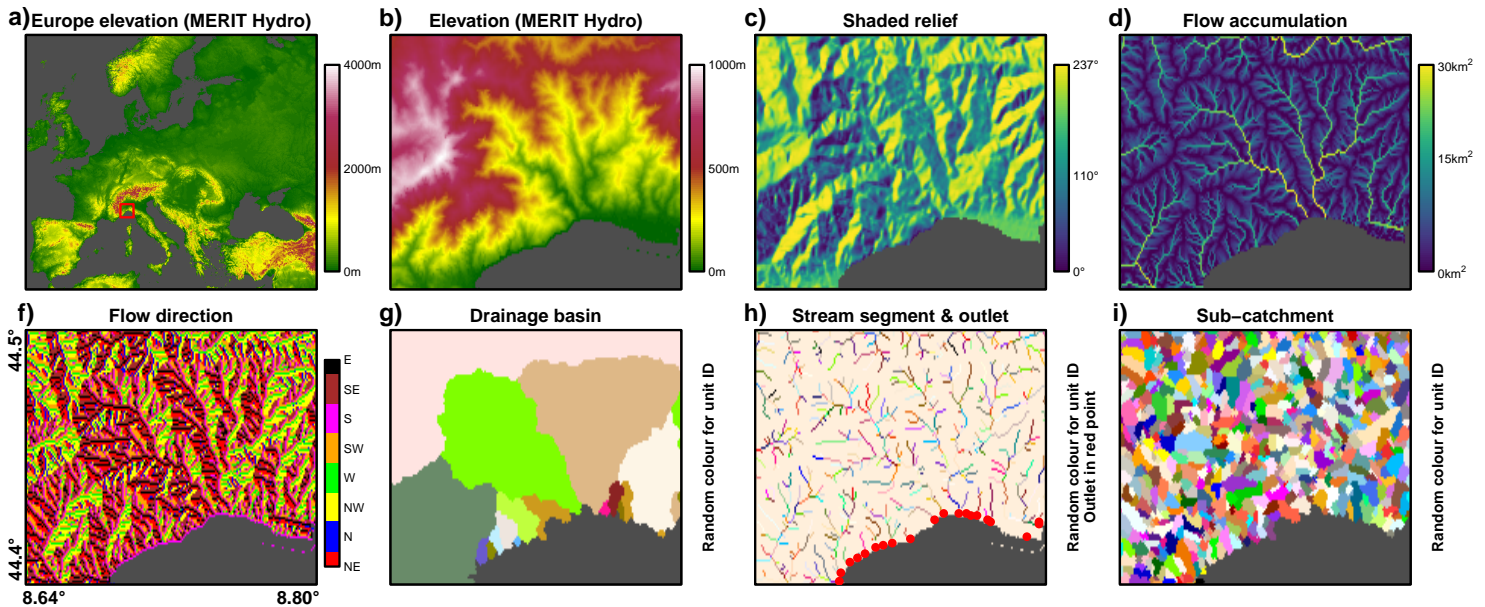 a) Europe elevation (MERIT Hydro)
4000m
2000m
0m
b) Elevation (MERIT Hydro)
1000m
500m
0m
c) Shaded relief
237°
110°
0°
d) Flow accumulation
30km²
15km²
0km²
f) Flow direction
44.5°
44.4°
8.64°
8.80°
E
SE
S
SW
W
NW
N
NE
g) Drainage basin
Random colour for unit ID
h) Stream segment & outlet
Random colour for unit ID
Outlet in red point
i) Sub−catchment
Random colour for unit ID